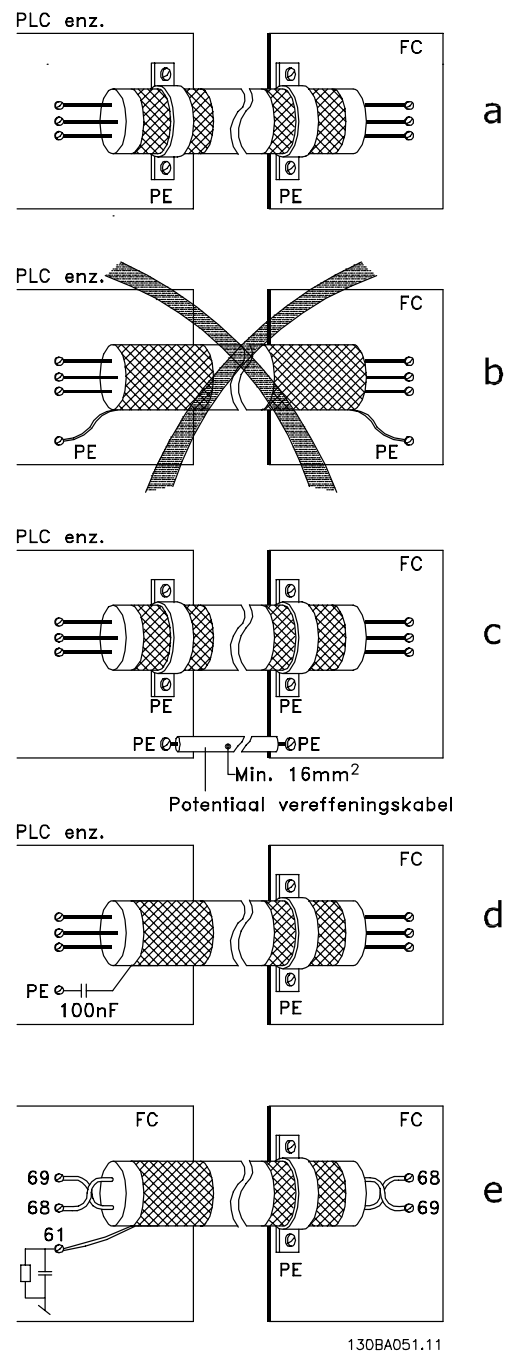 PLC enz.
FC
a
PE
PE
PLC enz.
FC
b
PE
PE
PLC enz.
FC
c
PE
PE
PE
PE
Min. 16mm²
Potentiaal vereffeningskabel
PLC enz.
FC
d
PE
100nF
PE
FC
FC
69
68
68
69
e
61
PE
130BA051.11